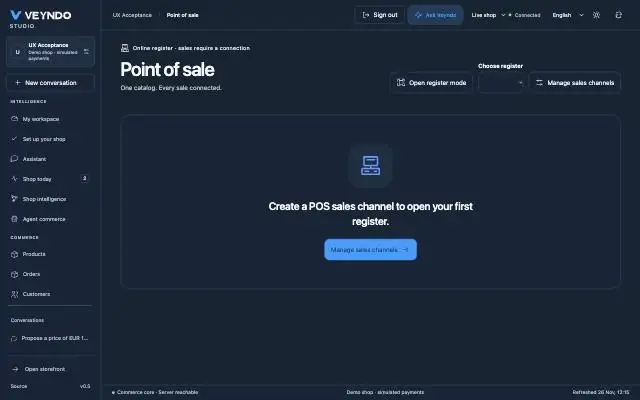 VEYNDO
STUDIO
U
UX Acceptance
Demo shop · simulated
payments
+ New conversation
INTELLIGENCE
My workspace
Set up your shop
Assistant
Shop today 2
Shop intelligence
Agent commerce
COMMERCE
Products
Orders
Customers
Conversations
Propose a price of EUR 1...
Open storefront
Source v0.5
UX Acceptance Point of sale
Sign out
Ask Veyndo
Live shop
Connected
English
Online register · sales require a connection
Point of sale
One catalog. Every sale connected.
Open register mode
Choose register
Manage sales channels
Create a POS sales channel to open your first
register.
Manage sales channels →
Commerce core · Server reachable
Demo shop · simulated payments
Refreshed 26 Nov, 12:15